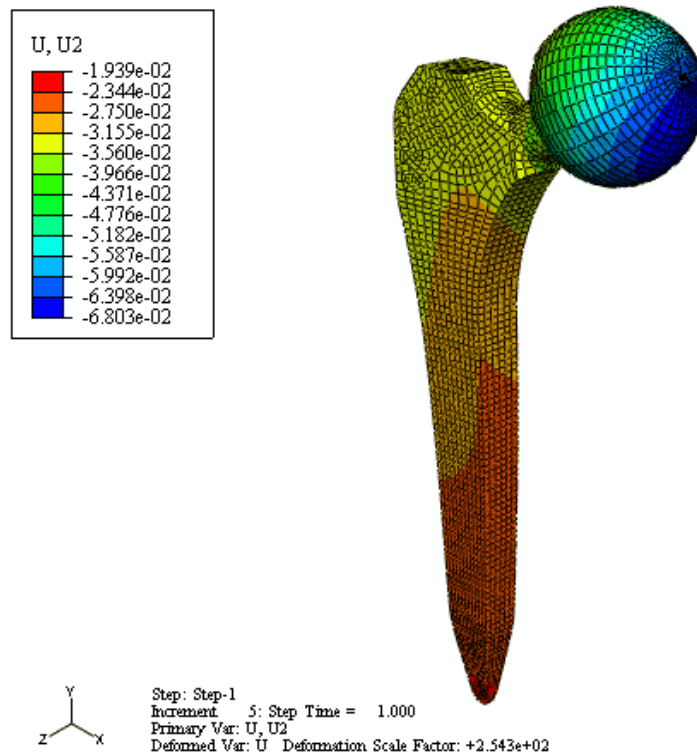 U, U2
-1.939e-02
-2.344e-02
-2.750e-02
-3.155e-02
-3.560e-02
-3.966e-02
-4.371e-02
-4.776e-02
-5.182e-02
-5.587e-02
-5.992e-02
-6.398e-02
-6.803e-02
Y
Z X
Step: Step-1
Increment 5: Step Time = 1.000
Primary Var: U, U2
Deformed Var: U Deformation Scale Factor: +2.543e+02